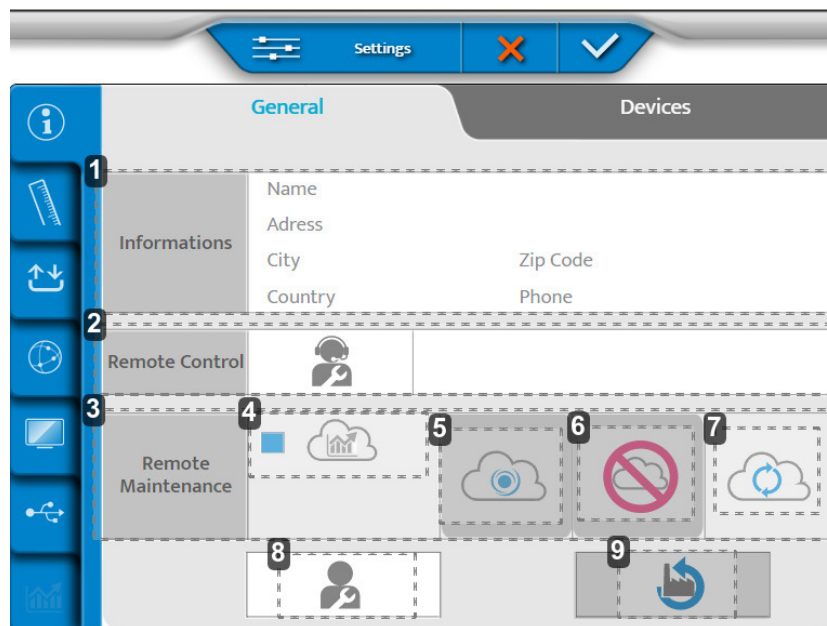 Settings
General
Devices
1
Informations
Name
Adress
City
Zip Code
Country
Phone
2
Remote Control
3
Remote
Maintenance
4
5
6
7
8
9